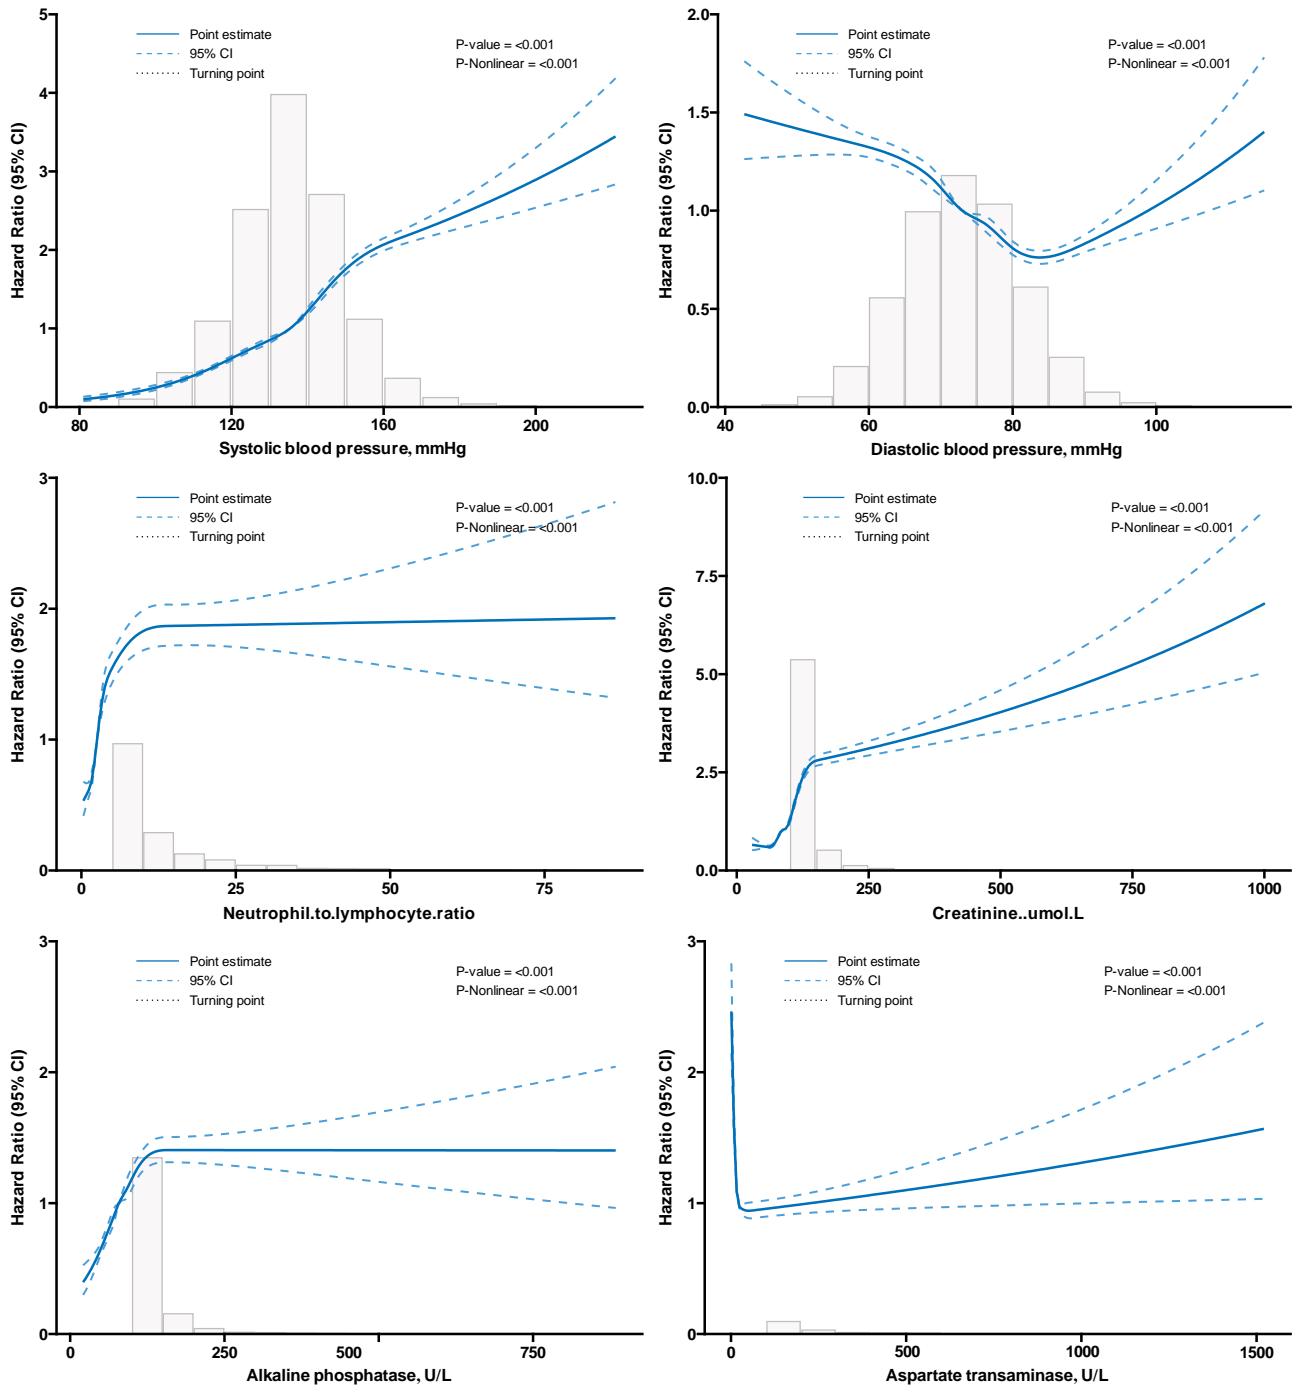 Point estimate
95% CI
Turning point
P-value = <0.001
P-Nonlinear = <0.001
Hazard Ratio (95% CI)
5
4
3
2
1
0
80
120
160
200
Systolic blood pressure, mmHg
Point estimate
95% CI
Turning point
P-value = <0.001
P-Nonlinear = <0.001
Hazard Ratio (95% CI)
2.0
1.5
1.0
0.5
0.0
40
60
80
100
Diastolic blood pressure, mmHg
Point estimate
95% CI
Turning point
P-value = <0.001
P-Nonlinear = <0.001
Hazard Ratio (95% CI)
3
2
1
0
0
25
50
75
Neutrophil.to.lymphocyte.ratio
Point estimate
95% CI
Turning point
P-value = <0.001
P-Nonlinear = <0.001
Hazard Ratio (95% CI)
10.0
7.5
5.0
2.5
0.0
0
250
500
750
1000
Creatinine..umol.L
Point estimate
95% CI
Turning point
P-value = <0.001
P-Nonlinear = <0.001
Hazard Ratio (95% CI)
3
2
1
0
0
250
500
750
Alkaline phosphatase, U/L
Point estimate
95% CI
Turning point
P-value = <0.001
P-Nonlinear = <0.001
Hazard Ratio (95% CI)
3
2
1
0
0
500
1000
1500
Aspartate transaminase, U/L